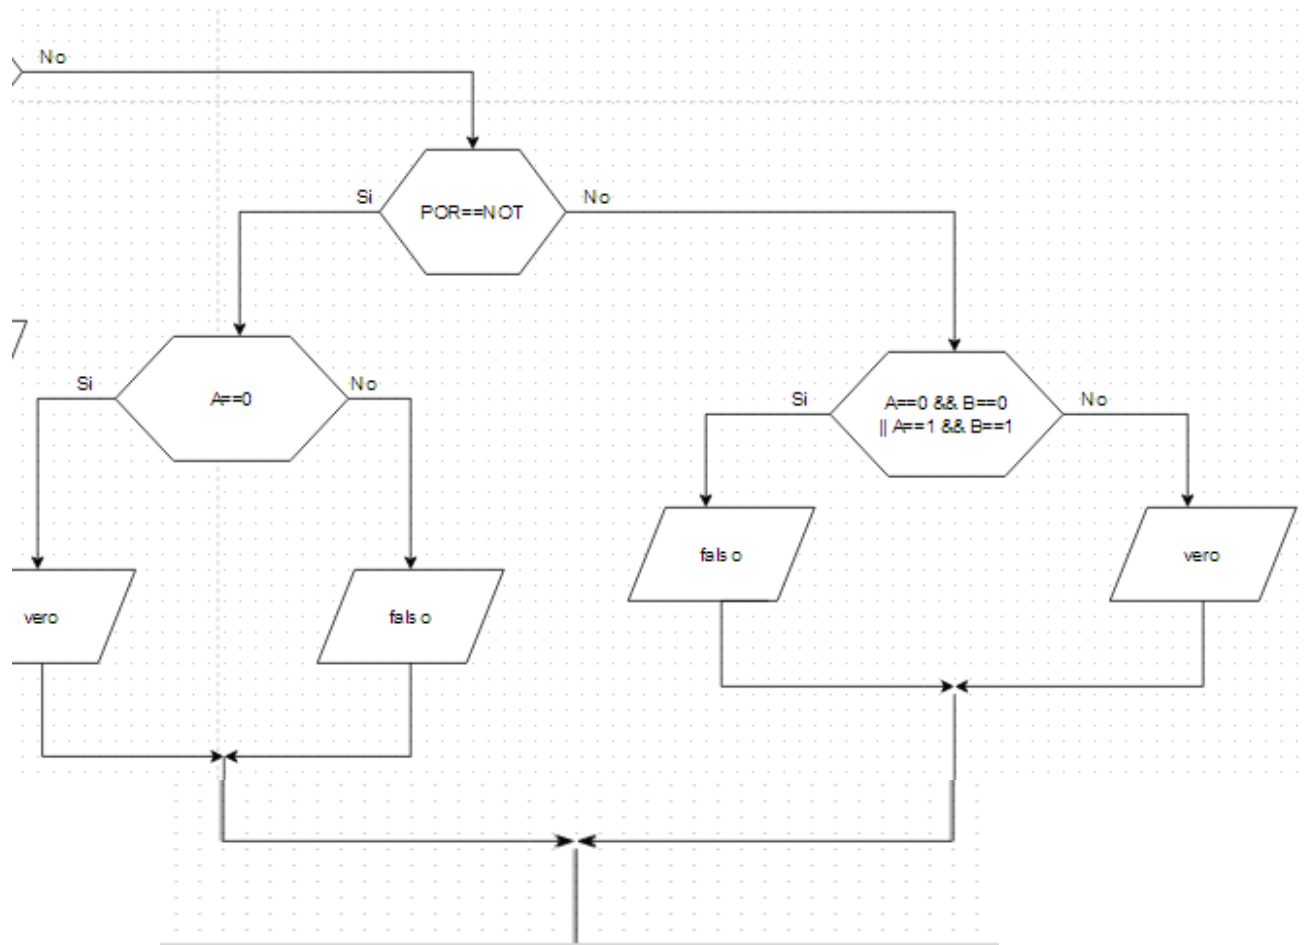 No
Si
No
POR==NOT
Si
No
A==0
Si
No
A==0 && B==0
|| A==1 && B==1
falso
vero
vero
falso